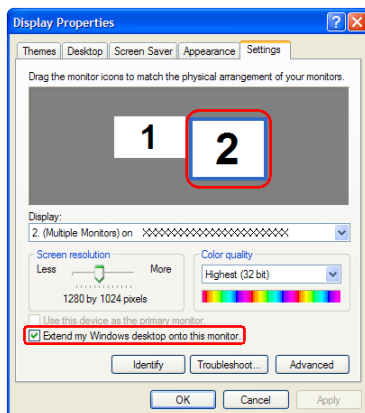 Display Properties
Themes Desktop Screen Saver Appearance Settings
Drag the monitor icons to match the physical arrangement of your monitors.
1 2
Display:
2. (Multiple Monitors) on XXXXXXXXXXXXXXXXXXXXXXX
Screen resolution
Less More
1280 by 1024 pixels
Color quality
Highest (32 bit)
Use this device as the primary monitor.
Extend my Windows desktop onto this monitor.
Identify Troubleshoot... Advanced
OK Cancel Apply